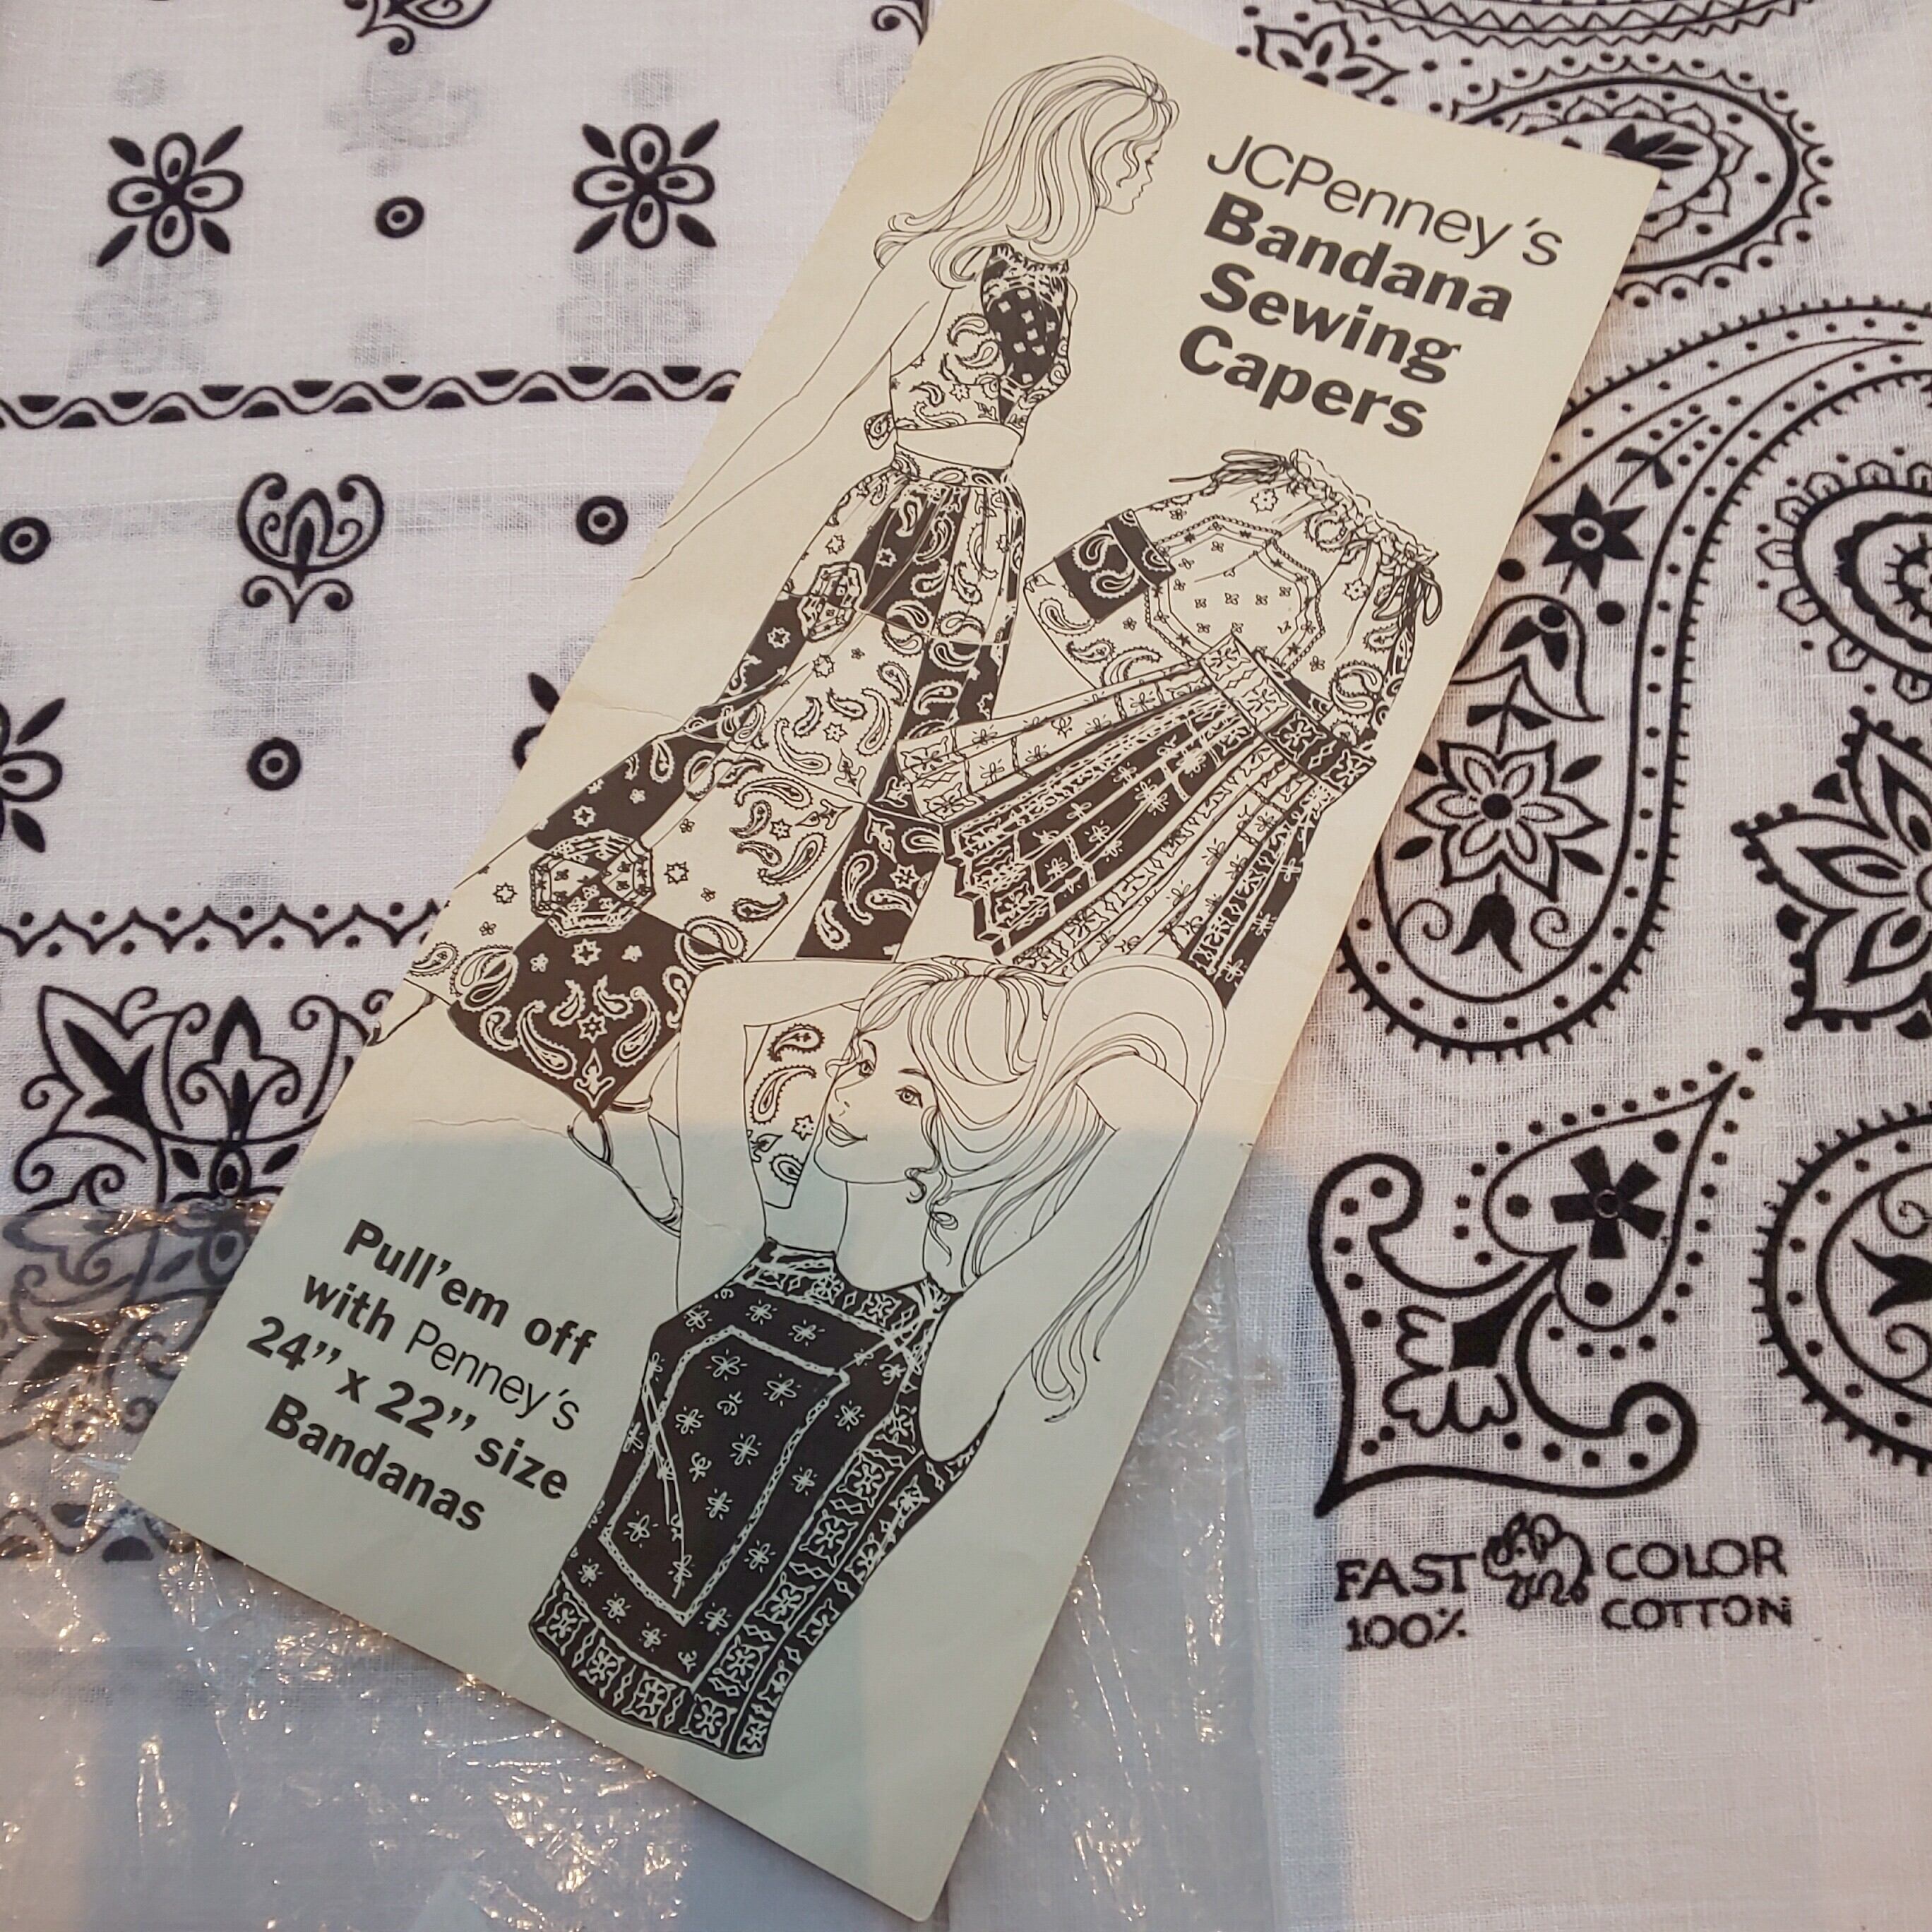 JCPenney's
Bandana
Sewing
Capers
Pull'em off
with Penney's
24" x 22" size
Bandanas
FAST COLOR
100% COTTON